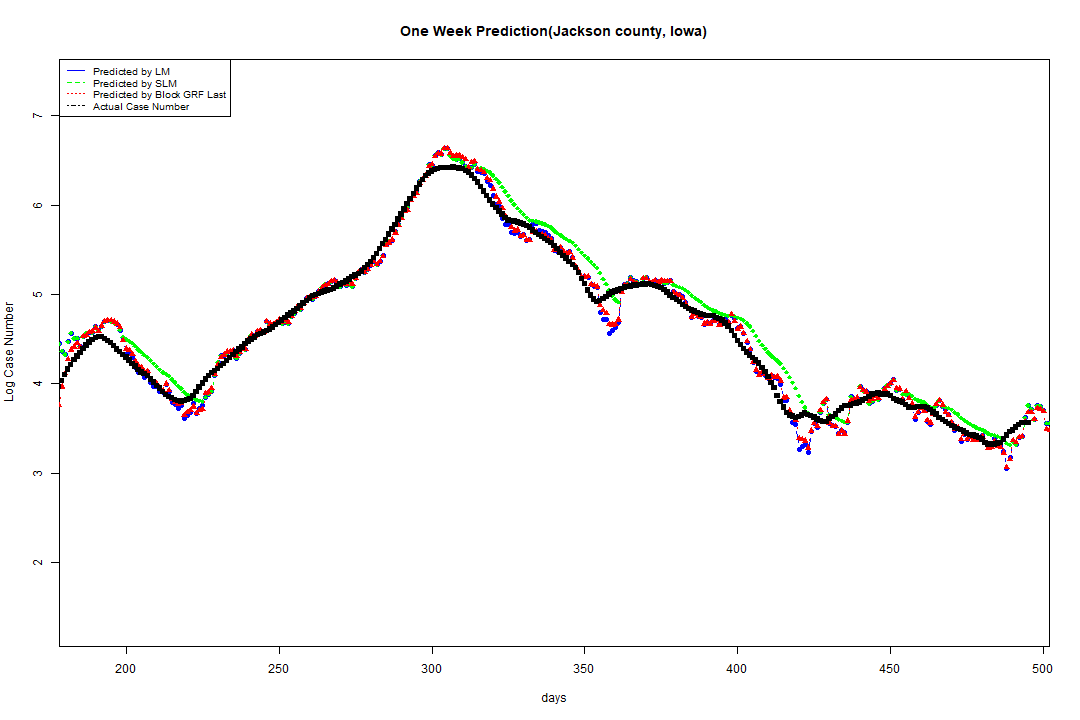 One Week Prediction(Jackson county, Iowa)
Predicted by LM
Predicted by SLM
Predicted by Block GRF Last
Actual Case Number
7
6
5
4
3
2
Log Case Number
200 250 300 350 400 450 500
days